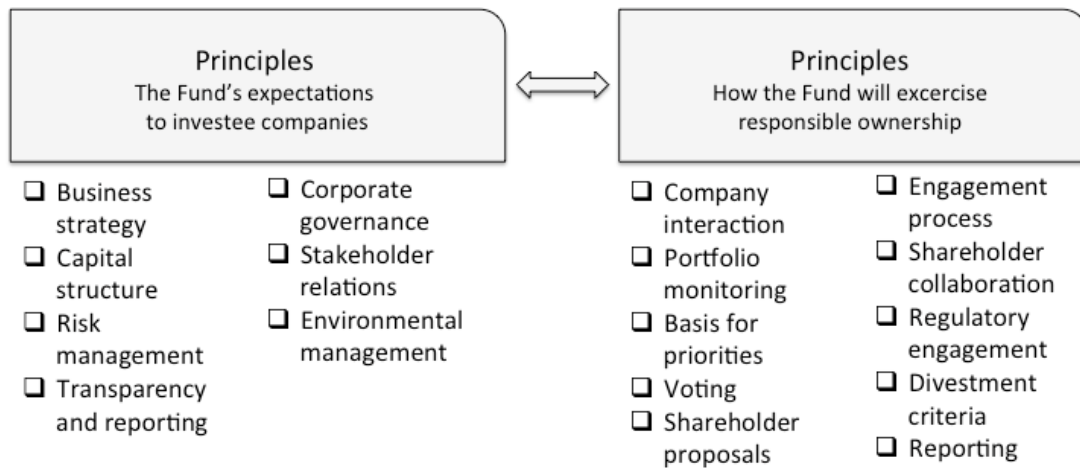 Principles
The Fund's expectations
to investee companies
Principles
How the Fund will excercise
responsible ownership
❑ Business
strategy
❑ Capital
structure
❑ Risk
management
❑ Transparency
and reporting
❑ Corporate
governance
❑ Stakeholder
relations
❑ Environmental
management
❑ Company
interaction
❑ Portfolio
monitoring
❑ Basis for
priorities
❑ Voting
❑ Shareholder
proposals
❑ Engagement
process
❑ Shareholder
collaboration
❑ Regulatory
engagement
❑ Divestment
criteria
❑ Reporting